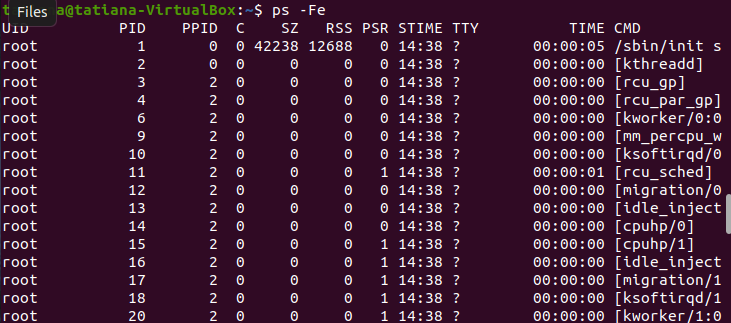 Files
a@tatiana-VirtualBox:~$ ps -Fe
UID PID PPID C SZ RSS PSR STIME TTY TIME CMD
root 1 0 0 42238 12688 0 14:38 ? 00:00:05 /sbin/init s
root 2 0 0 0 0 0 14:38 ? 00:00:00 [kthreadd]
root 3 2 0 0 0 0 14:38 ? 00:00:00 [rcu_gp]
root 4 2 0 0 0 0 14:38 ? 00:00:00 [rcu_par_gp]
root 6 2 0 0 0 0 14:38 ? 00:00:00 [kworker/0:0
root 9 2 0 0 0 0 14:38 ? 00:00:00 [mm_percpu_w
root 10 2 0 0 0 0 14:38 ? 00:00:00 [ksoftirqd/0
root 11 2 0 0 0 1 14:38 ? 00:00:01 [rcu_sched]
root 12 2 0 0 0 0 14:38 ? 00:00:00 [migration/0
root 13 2 0 0 0 0 14:38 ? 00:00:00 [idle_inject
root 14 2 0 0 0 0 14:38 ? 00:00:00 [cpuhp/0]
root 15 2 0 0 0 1 14:38 ? 00:00:00 [cpuhp/1]
root 16 2 0 0 0 1 14:38 ? 00:00:00 [idle_inject
root 17 2 0 0 0 1 14:38 ? 00:00:00 [migration/1
root 18 2 0 0 0 1 14:38 ? 00:00:00 [ksoftirqd/1
root 20 2 0 0 0 1 14:38 ? 00:00:00 [kworker/1:0